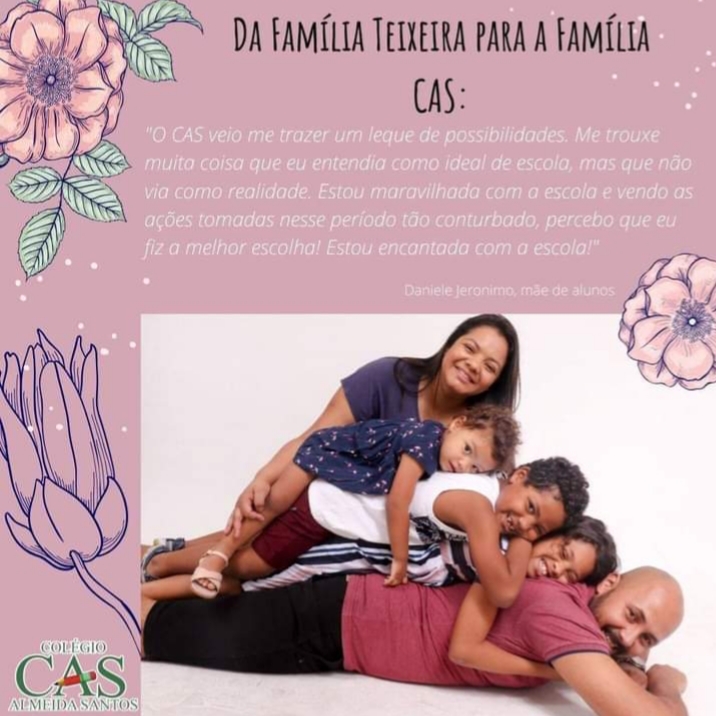 DA FAMÍLIA TEIXEIRA PARA A FAMÍLIA
CAS:
"O CAS veio me trazer um leque de possibilidades. Me trouxe
muita coisa que eu entendia como ideal de escola, mas que não
via como realidade. Estou maravilhada com a escola e vendo as
ações tomadas nesse período tão conturbado, percebo que eu
fiz a melhor escolha! Estou encantada com a escola!"
Daniele Jeronimo, mãe de alunos
COLÉGIO
CAS
ALMEIDA SANTOS